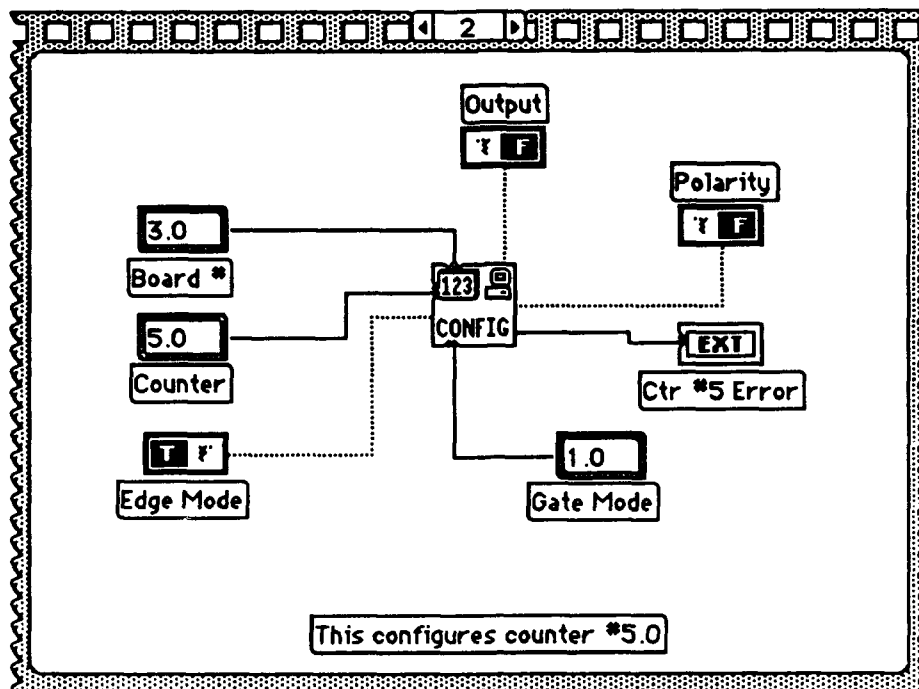 2
Output
F
Polarity
F
3.0
Board #
123
CONFIG
5.0
Counter
EXT
Ctr #5 Error
T
Edge Mode
1.0
Gate Mode
This configures counter #5.0